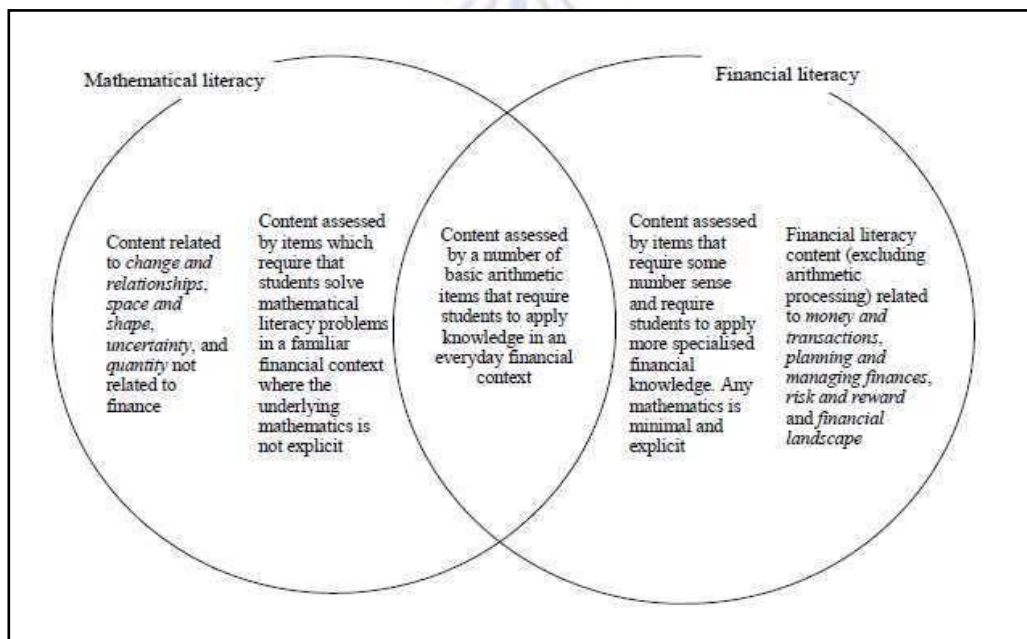 Mathematical literacy
Financial literacy
Content related
to change and
relationships,
space and
shape,
uncertainty, and
quantity not
related to
finance
Content assessed
by items which
require that
students solve
mathematical
literacy problems
in a familiar
financial context
where the
underlying
mathematics is
not explicit
Content assessed
by a number of
basic arithmetic
items that require
students to apply
knowledge in an
everyday financial
context
Content assessed
by items that
require some
number sense
and require
students to apply
more specialised
financial
knowledge. Any
mathematics is
minimal and
explicit
Financial literacy
content (excluding
arithmetic
processing) related
to money and
transactions,
planning and
managing finances,
risk and reward
and financial
landscape